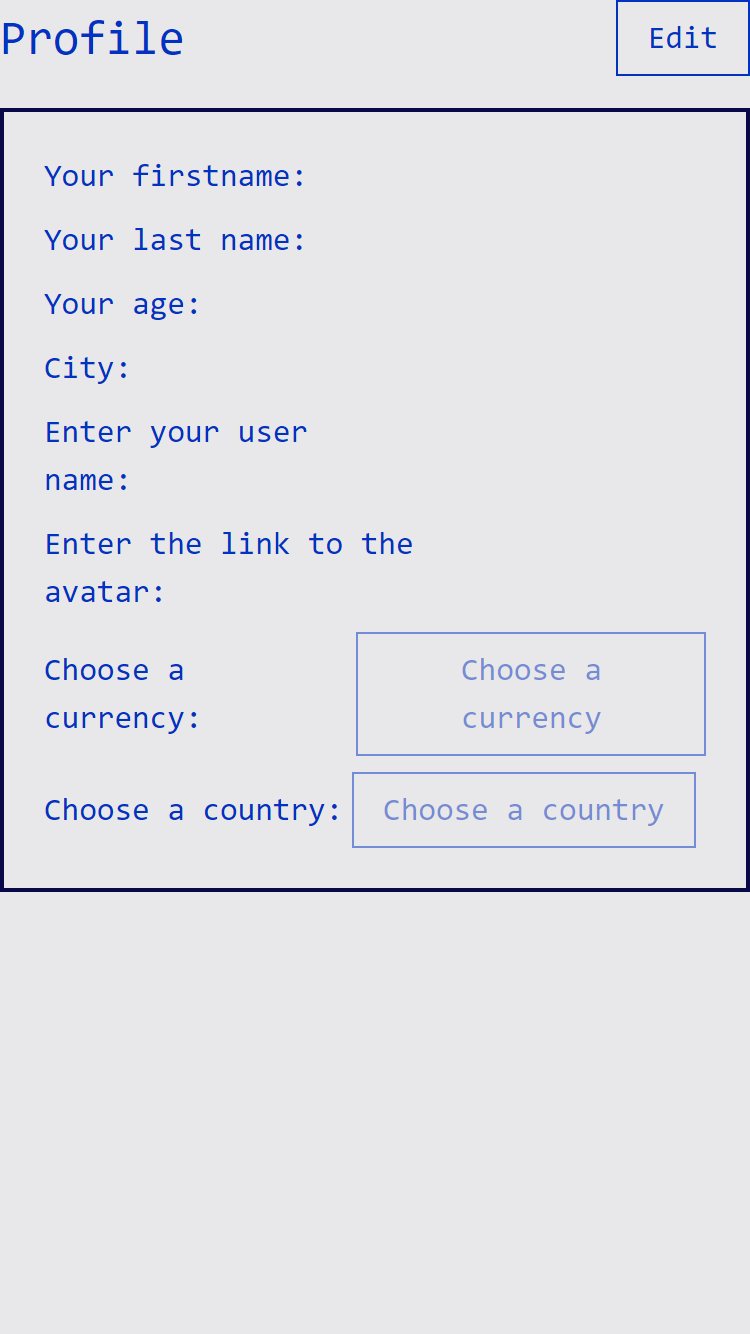 Profile
Edit
Your firstname:
Your last name:
Your age:
City:
Enter your user
name:
Enter the link to the
avatar:
Choose a
currency:
Choose a
currency
Choose a country:
Choose a country